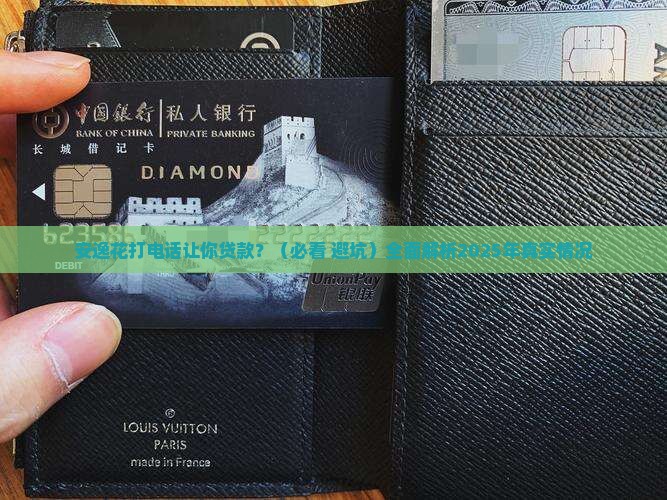 中国银行 私人银行
BANK OF CHINA PRIVATE BANKING
长城借记卡
DIAMOND
安逸花打电话让你贷款?(必看 避坑)全面解析2025年真实情况
DEBIT
UnionPay
银联
LOUIS VUITTON
PARIS
made in France